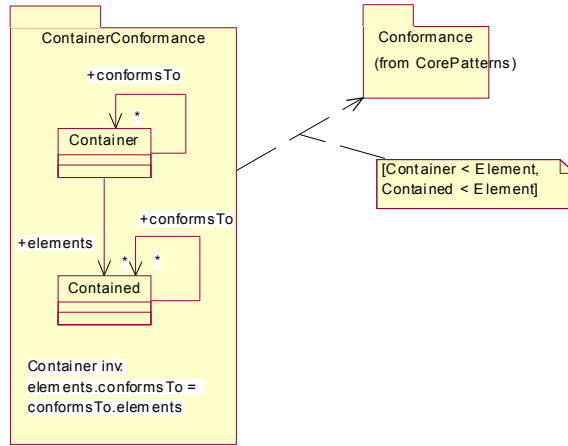 ContainerConformance
+conformsTo
*
Container
+conformsTo
+elements
* *
Contained
Container inv:
elements.conformsTo =
conformsTo.elements
Conformance
(from CorePatterns)
[Container < Element,
Contained < Element]